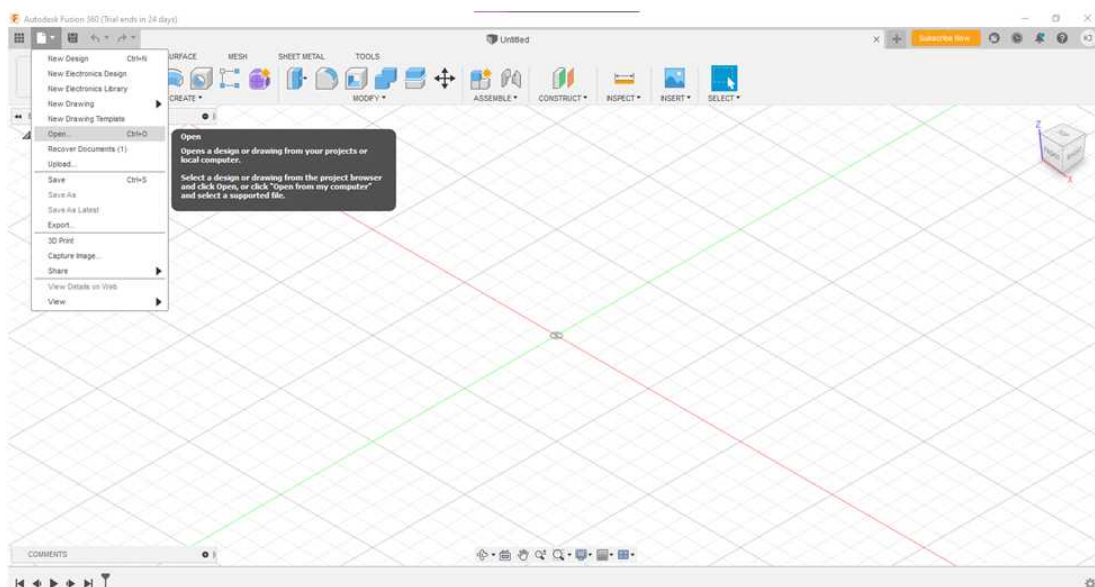 Autodesk Fusion 360 (Trial ends in 24 days)
Untitled
Subscribe Now
SURFACE MESH SHEET METAL TOOLS
CREATE MODIFY ASSEMBLE CONSTRUCT INSPECT INSERT SELECT
New Design Ctrl+N
New Electronics Design
New Electronics Library
New Drawing
New Drawing Template
Open... Ctrl+O
Recover Documents (1)
Upload...
Save Ctrl+S
Save As
Save As Latest
Export...
3D Print
Capture Image...
Share
View Details on Web
View
Open
Opens a design or drawing from your projects or
local computer.
Select a design or drawing from the project browser
and click Open, or click "Open from my computer"
and select a supported file.
Z
TOP
X
COMMENTS